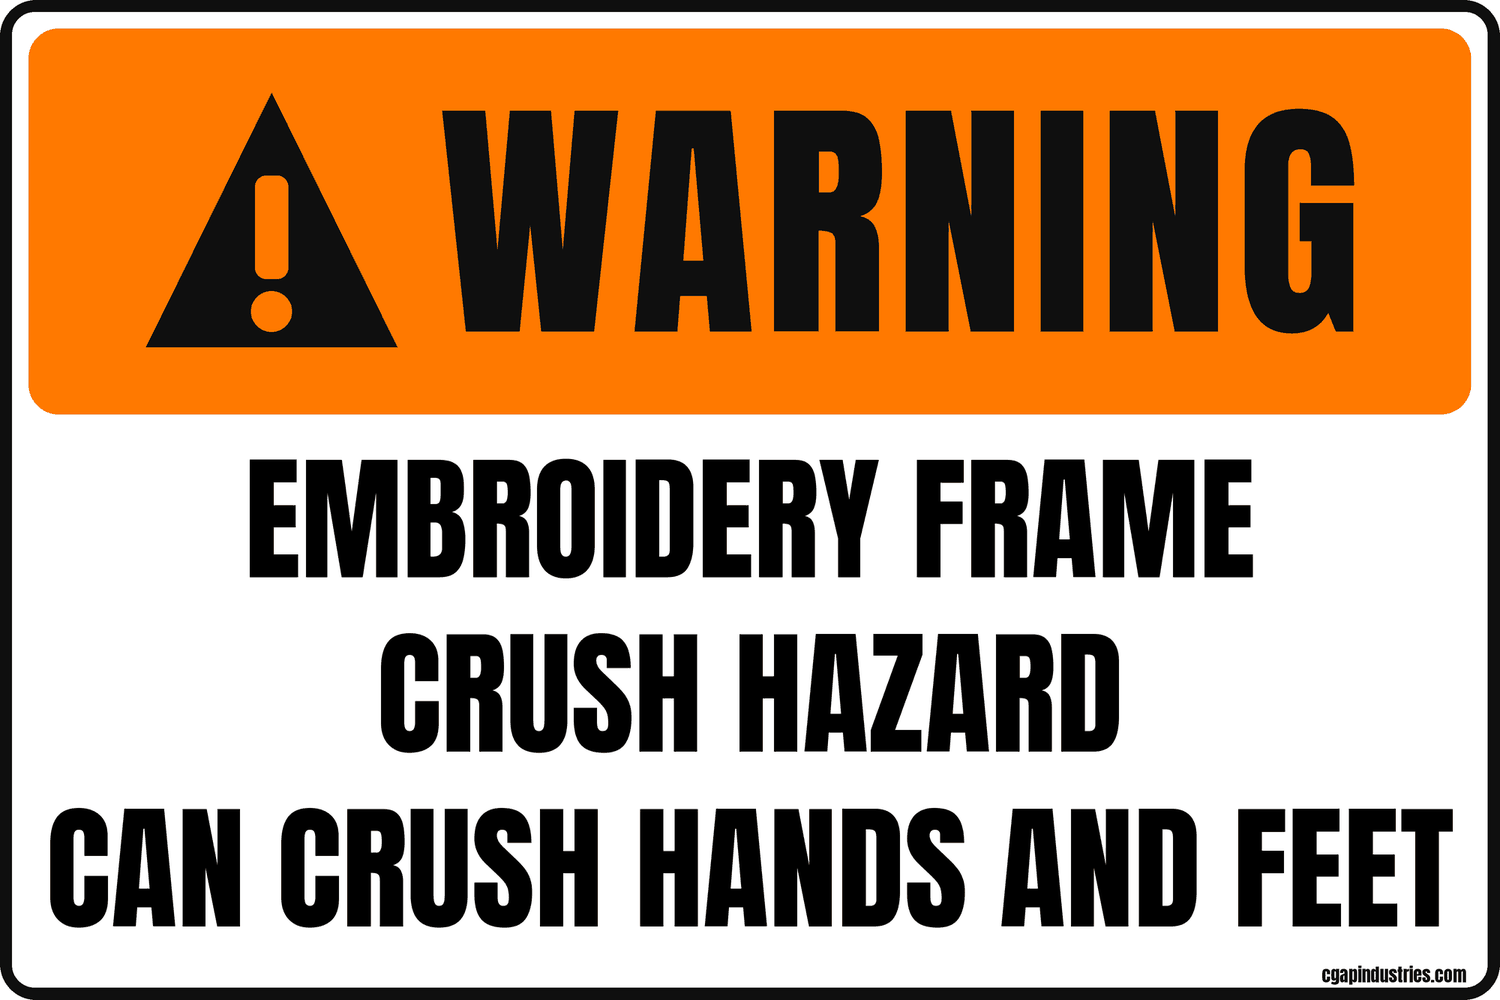 WARNING
EMBROIDERY FRAME
CRUSH HAZARD
CAN CRUSH HANDS AND FEET
cgapindustries.com